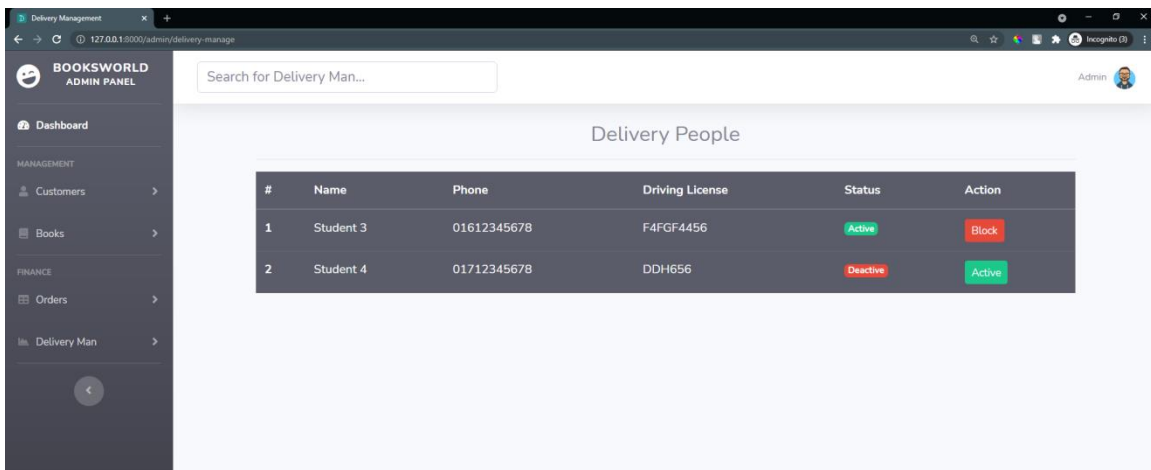 Delivery Management
127.0.0.1:8000/admin/delivery-manage
Incognito (3)
BOOKSWORLD
ADMIN PANEL
Search for Delivery Man...
Admin
Dashboard
MANAGEMENT
Customers
Books
FINANCE
Orders
Delivery Man
Delivery People
# Name Phone Driving License Status Action
1 Student 3 01612345678 F4FGF4456 Active Block
2 Student 4 01712345678 DDH656 Deactive Active